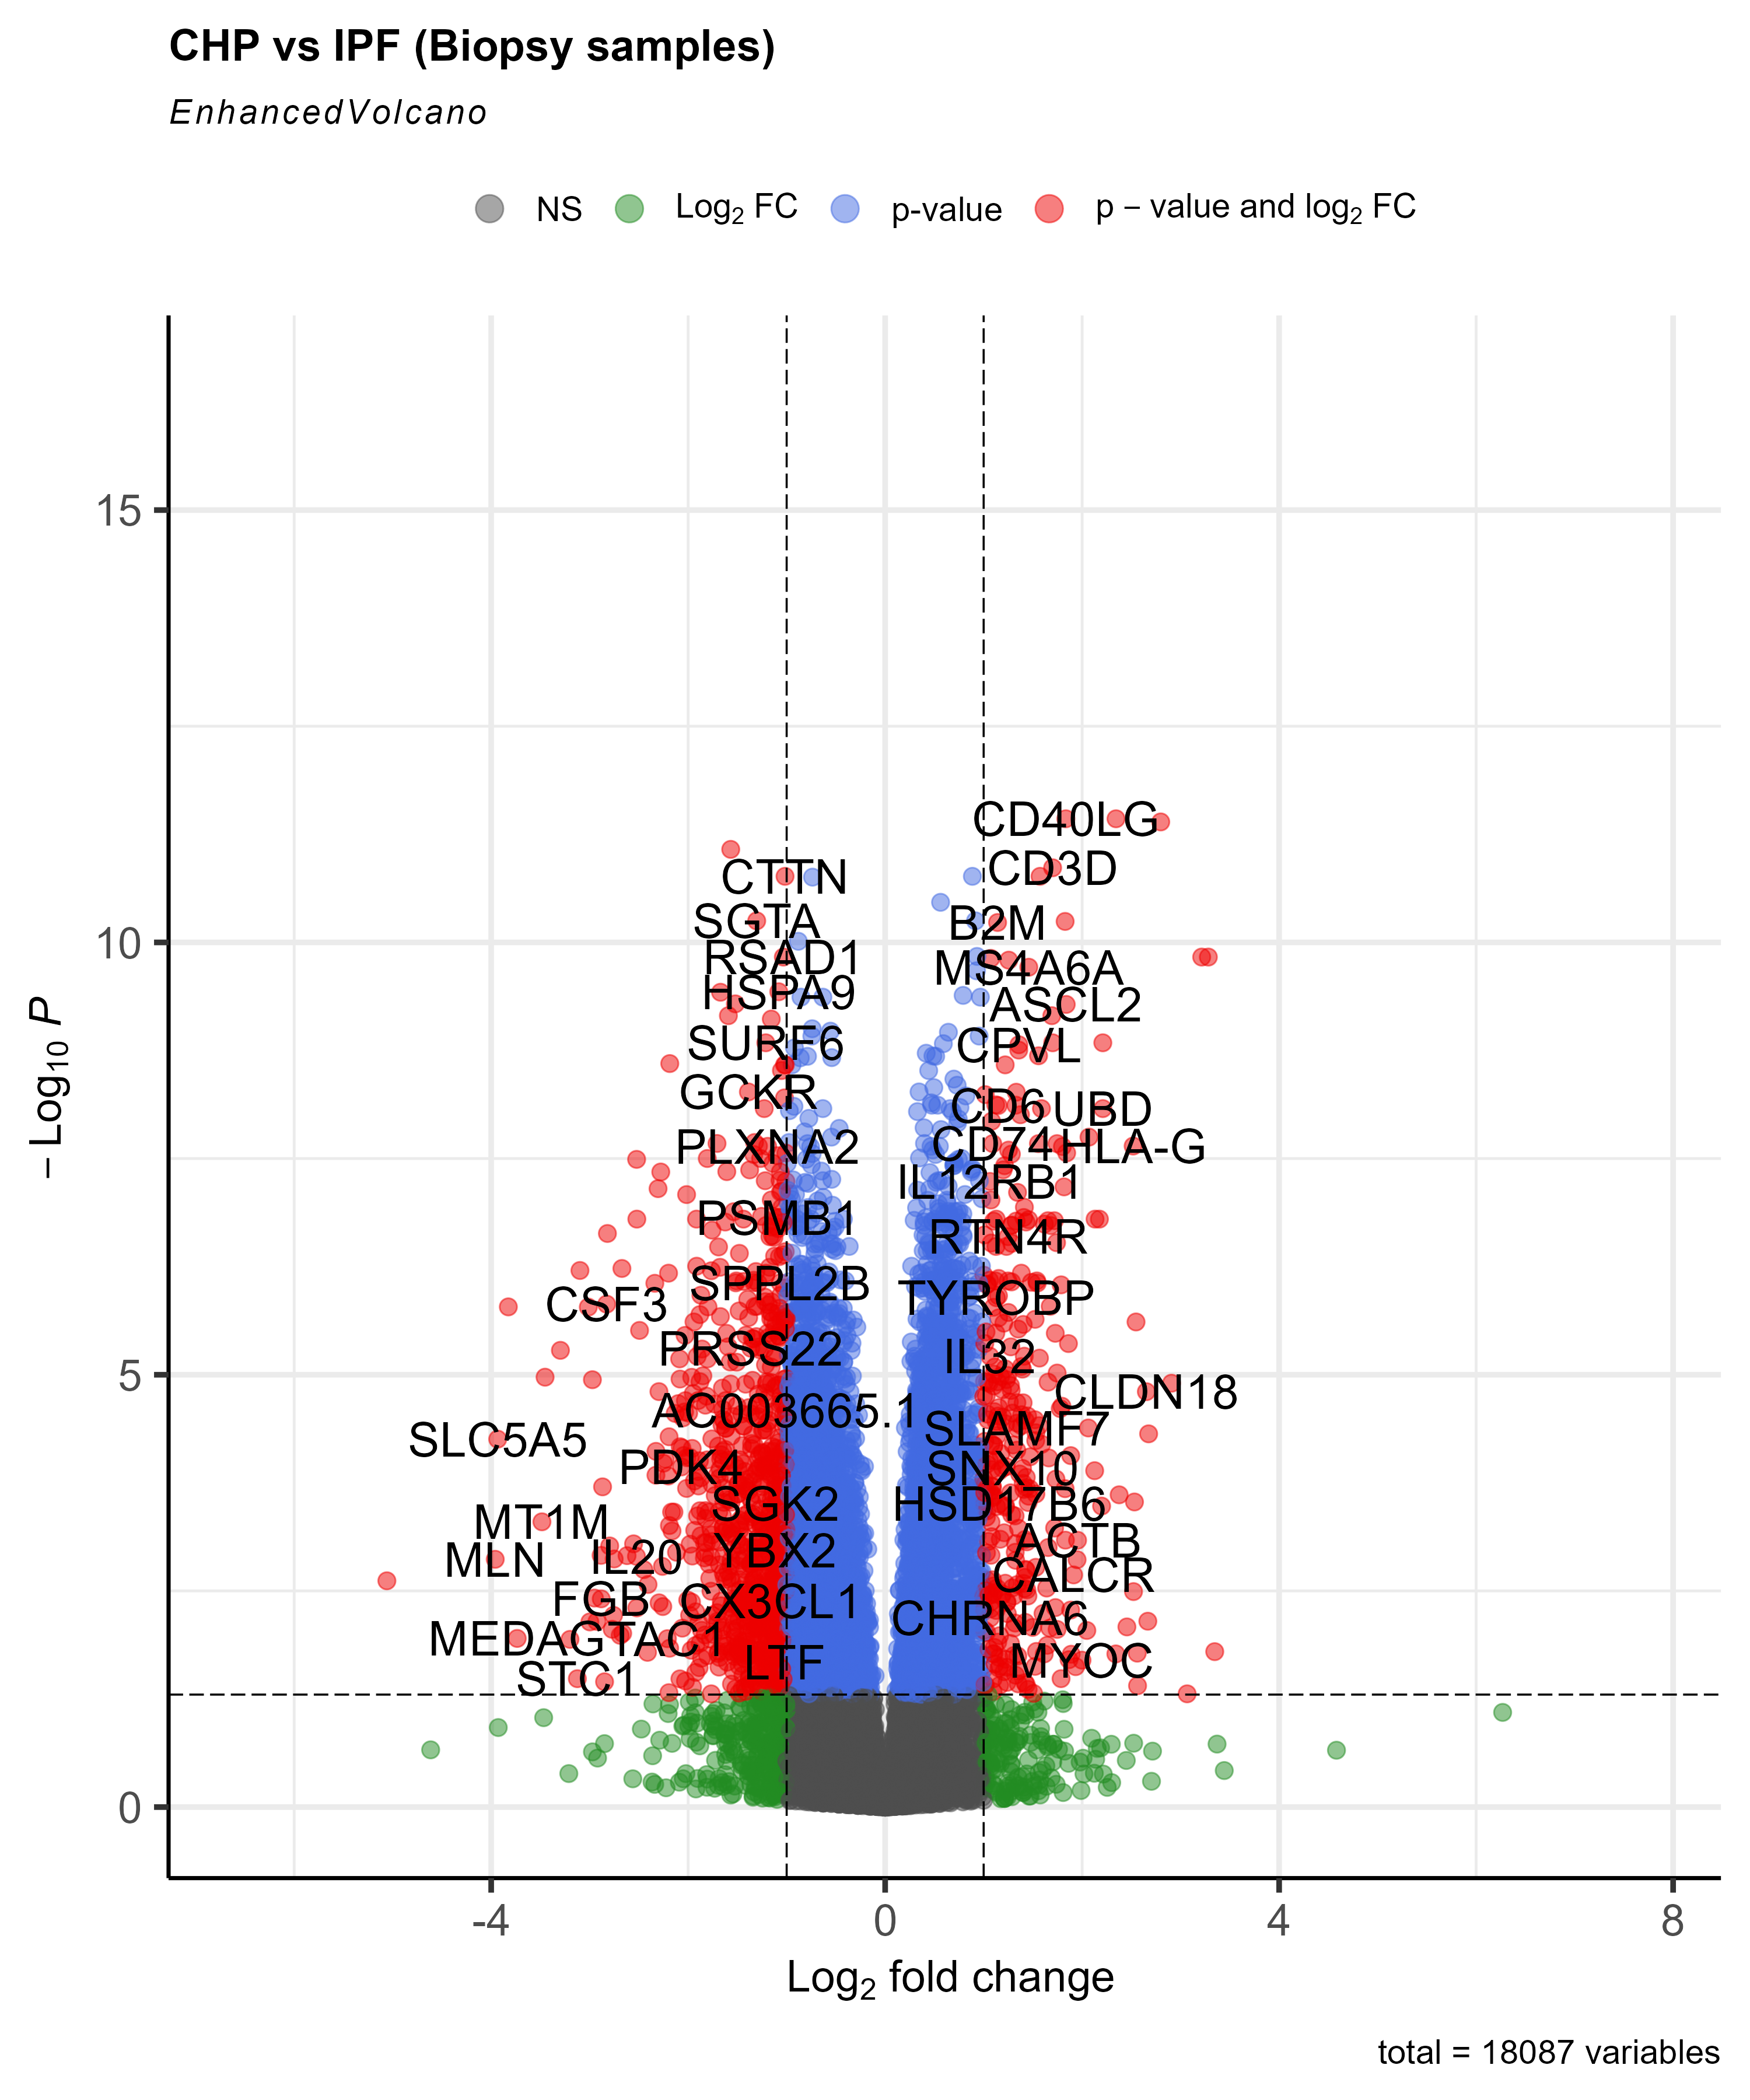 CHP vs IPF (Biopsy samples)
EnhancedVolcano
NS Log2 FC p-value p − value and log2 FC
15
10
5
0
− Log10 P
CD40LG
CTTN CD3D
SGTA B2M
RSAD1 MS4A6A
HSPA9 ASCL2
SURF6 CPVL
GCKR CD6 UBD
PLXNA2 CD74 HLA-G
IL12RB1
PSMB1 RTN4R
SPPL2B TYROBP
CSF3
PRSS22 IL32
CLDN18
AC003665.1 SLAMF7
SLC5A5 PDK4 SNX10
SGK2 HSD17B6
MT1M ACTB
MLN IL20 YBX2 CALCR
FGB CX3CL1 CHRNA6
MEDAG TAC1 MYOC
STC1 LTF
-4 0 4 8
Log2 fold change
total = 18087 variables